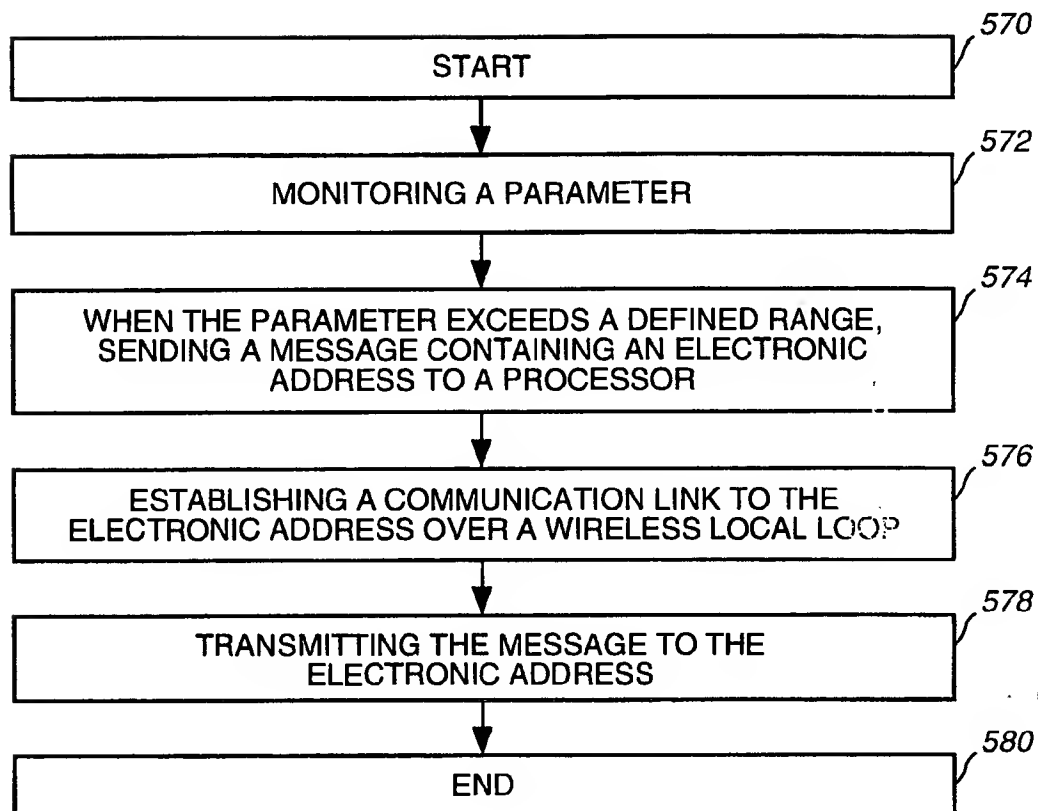 570
START
572
MONITORING A PARAMETER
574
WHEN THE PARAMETER EXCEEDS A DEFINED RANGE,
SENDING A MESSAGE CONTAINING AN ELECTRONIC
ADDRESS TO A PROCESSOR
576
ESTABLISHING A COMMUNICATION LINK TO THE
ELECTRONIC ADDRESS OVER A WIRELESS LOCAL LOOP
578
TRANSMITTING THE MESSAGE TO THE
ELECTRONIC ADDRESS
580
END